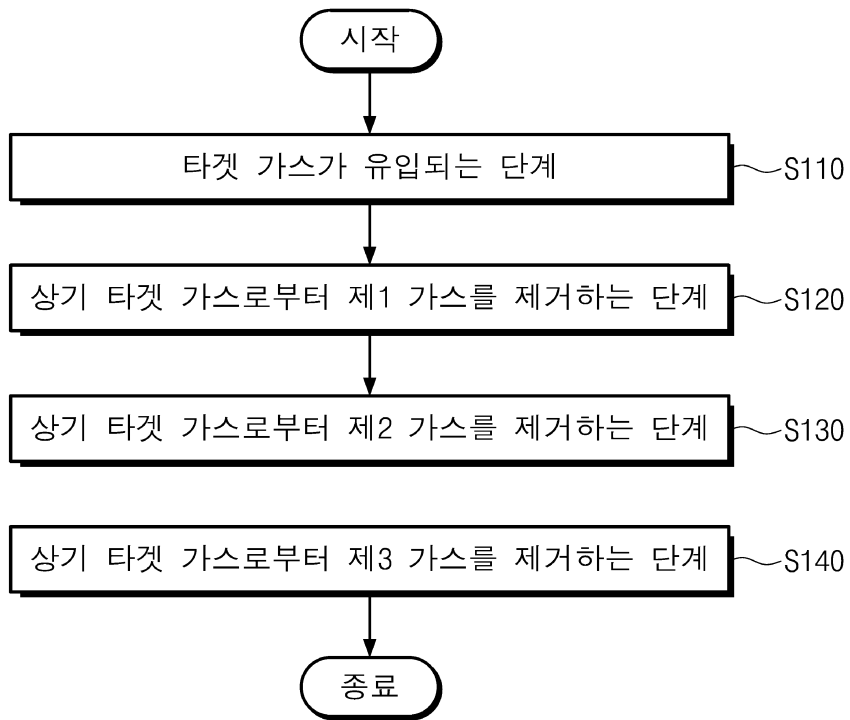 시작
타겟 가스가 유입되는 단계
S110
상기 타겟 가스로부터 제1 가스를 제거하는 단계
S120
상기 타겟 가스로부터 제2 가스를 제거하는 단계
S130
상기 타겟 가스로부터 제3 가스를 제거하는 단계
S140
종료